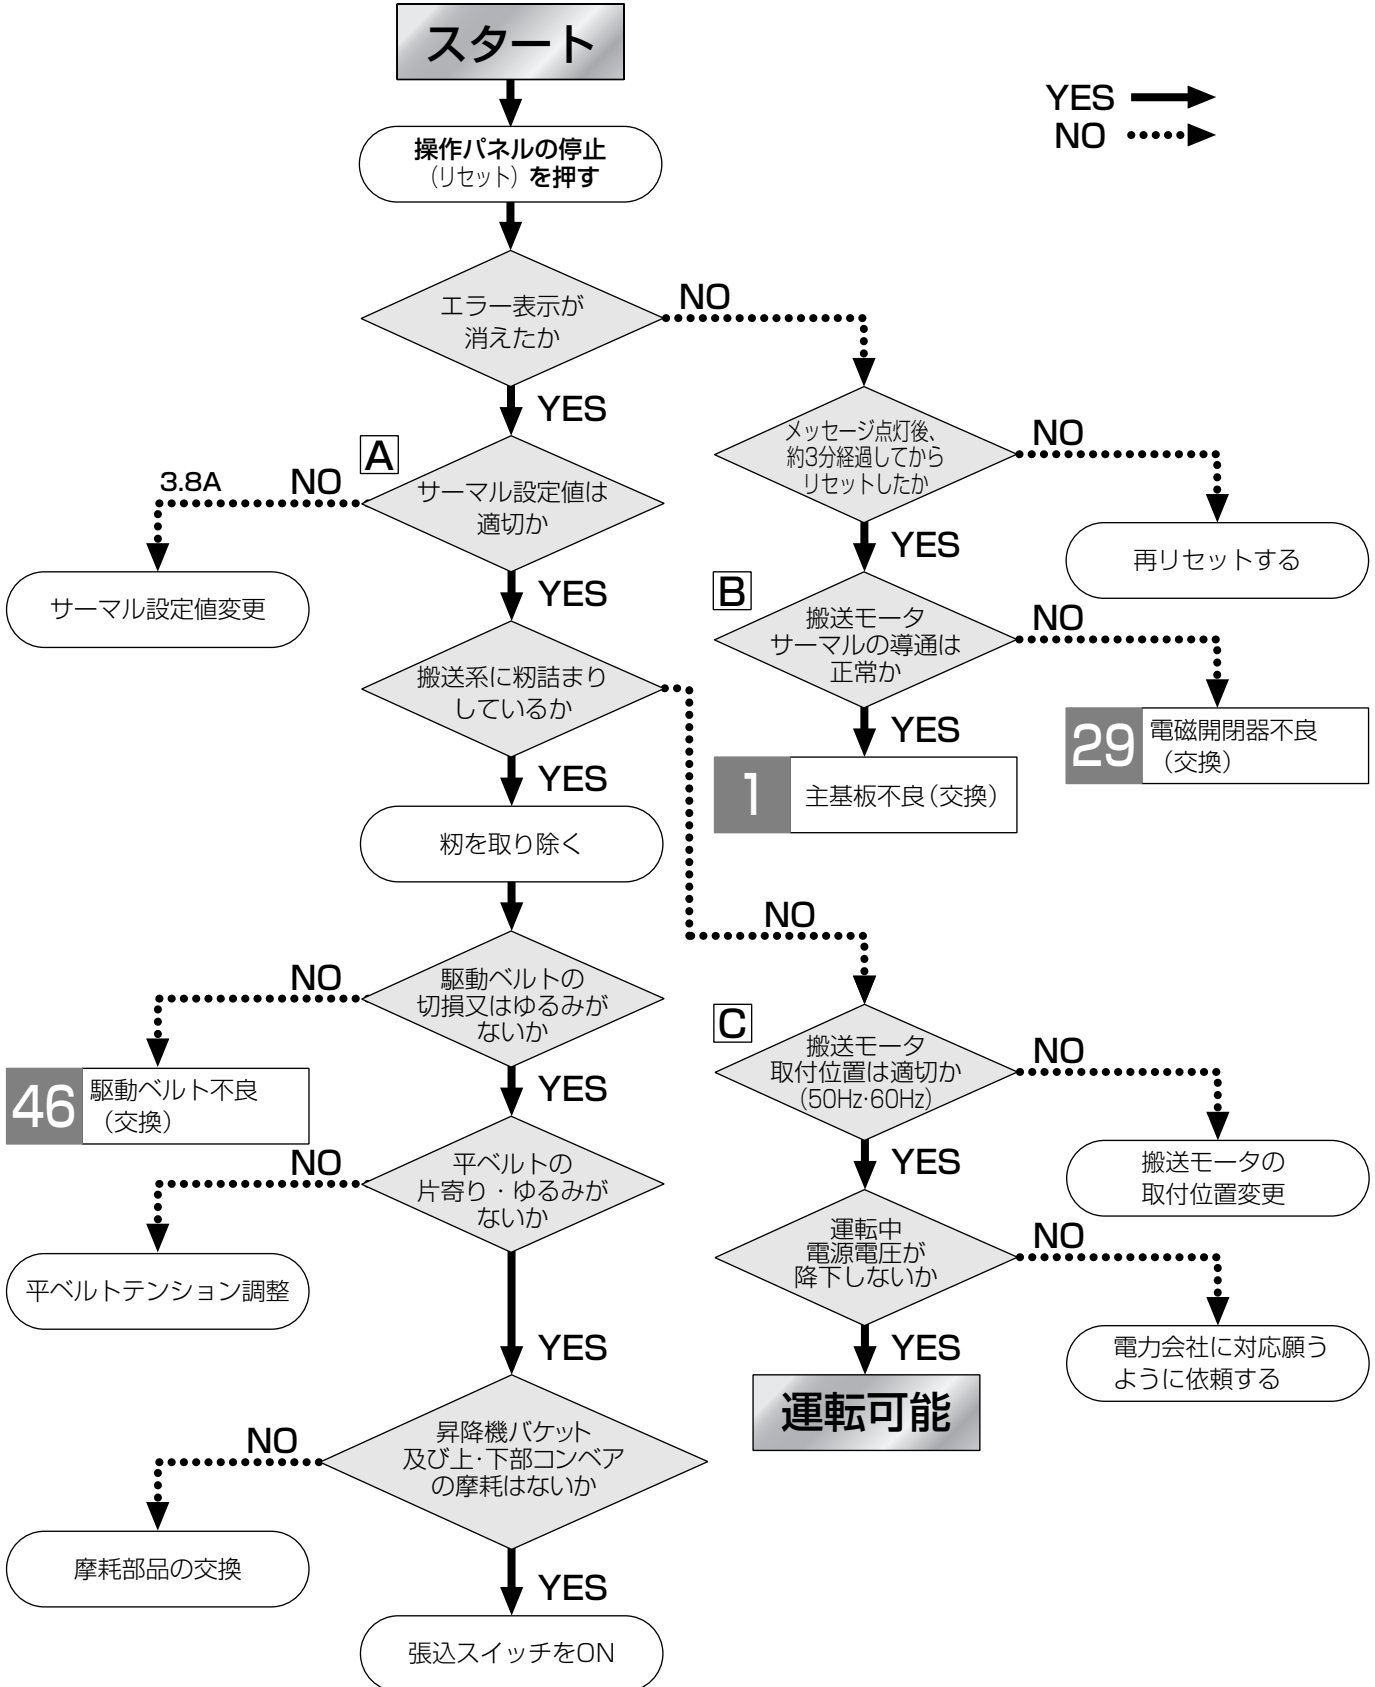 スタート
YES
NO
操作パネルの停止
（リセット）を押す
エラー表示が
消えたか
NO
YES
メッセージ点灯後、
約3分経過してから
リセットしたか
NO
YES
再リセットする
A
サーマル設定値は
適切か
NO
3.8A
サーマル設定値変更
YES
B
搬送モータ
サーマルの導通は
正常か
NO
YES
29
電磁開閉器不良
（交換）
1
主基板不良（交換）
搬送系に籾詰まり
しているか
YES
NO
籾を取り除く
駆動ベルトの
切損又はゆるみが
ないか
NO
YES
46
駆動ベルト不良
（交換）
C
搬送モータ
取付位置は適切か
(50Hz・60Hz)
NO
YES
搬送モータの
取付位置変更
平ベルトの
片寄り・ゆるみが
ないか
NO
YES
平ベルトテンション調整
運転中
電源電圧が
降下しないか
NO
YES
電力会社に対応願う
ように依頼する
運転可能
昇降機バケット
及び上・下部コンベア
の摩耗はないか
NO
YES
摩耗部品の交換
張込スイッチをON